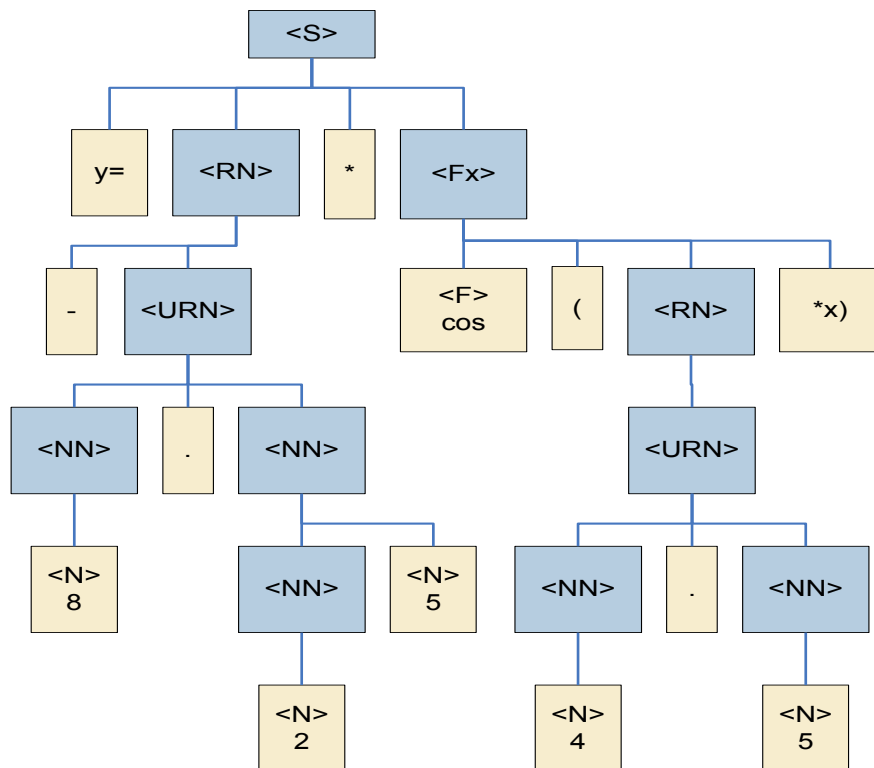 <S>
y=
<RN>
*
<Fx>
-
<URN>
<F>
cos
(
<RN>
*x)
<NN>
.
<NN>
<URN>
<N>
8
<NN>
<N>
5
<NN>
.
<NN>
<N>
2
<N>
4
<N>
5